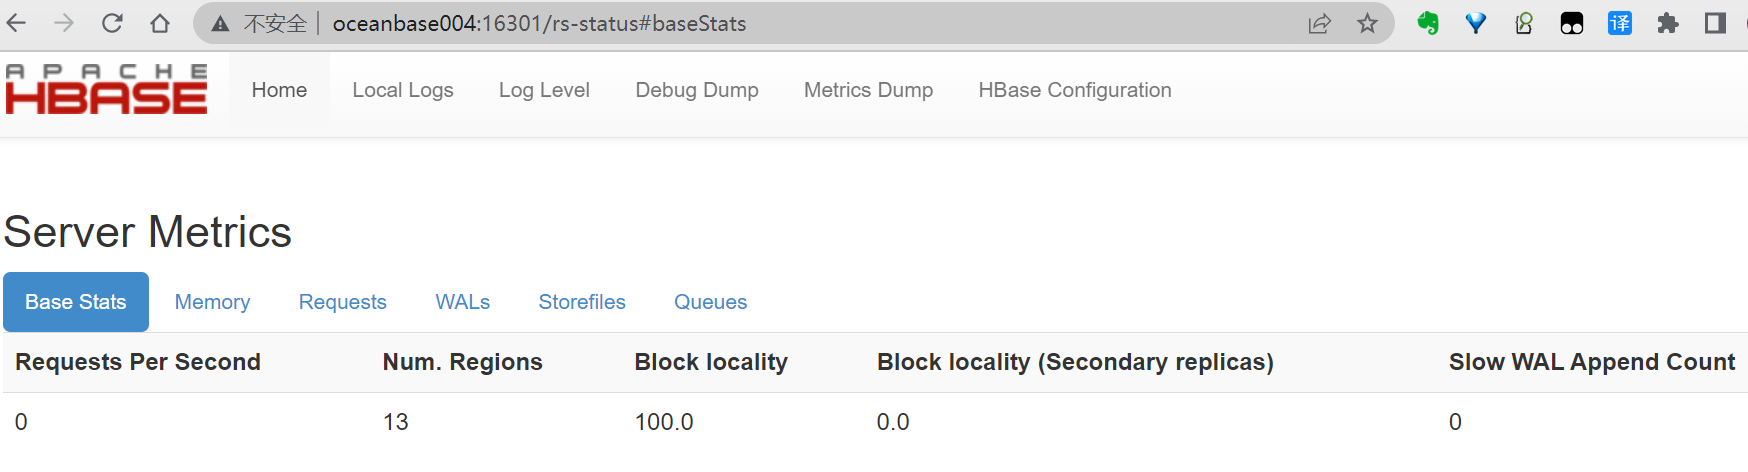 不安全 oceanbase004:16301/rs-status#baseStats 译
APACHE
HBASE
Home Local Logs Log Level Debug Dump Metrics Dump HBase Configuration
Server Metrics
Base Stats Memory Requests WALs Storefiles Queues
Requests Per Second Num. Regions Block locality Block locality (Secondary replicas) Slow WAL Append Count
0 13 100.0 0.0 0